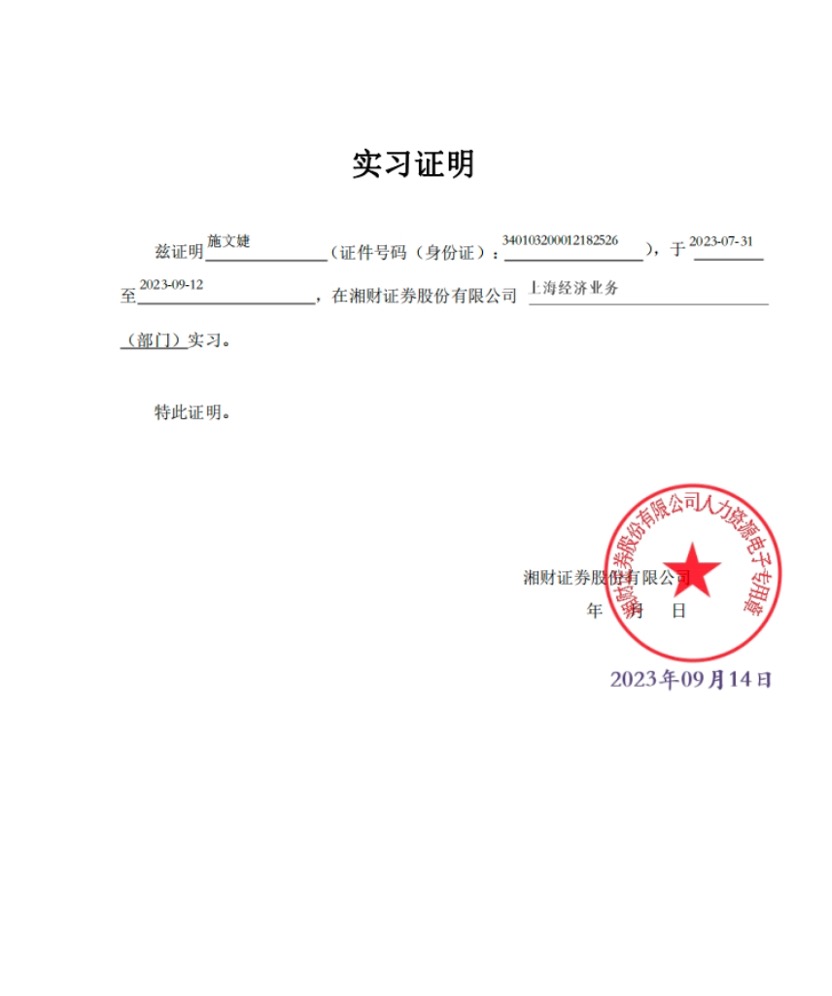 实习证明
兹证明施文婕（证件号码（身份证）：340103200012182526），于2023-07-31
至2023-09-12，在湘财证券股份有限公司 上海经济业务
（部门）实习。
特此证明。
湘财证券股份有限公司人力资源电子专用章
湘财证券股份有限公司
年 月 日
2023年09月14日